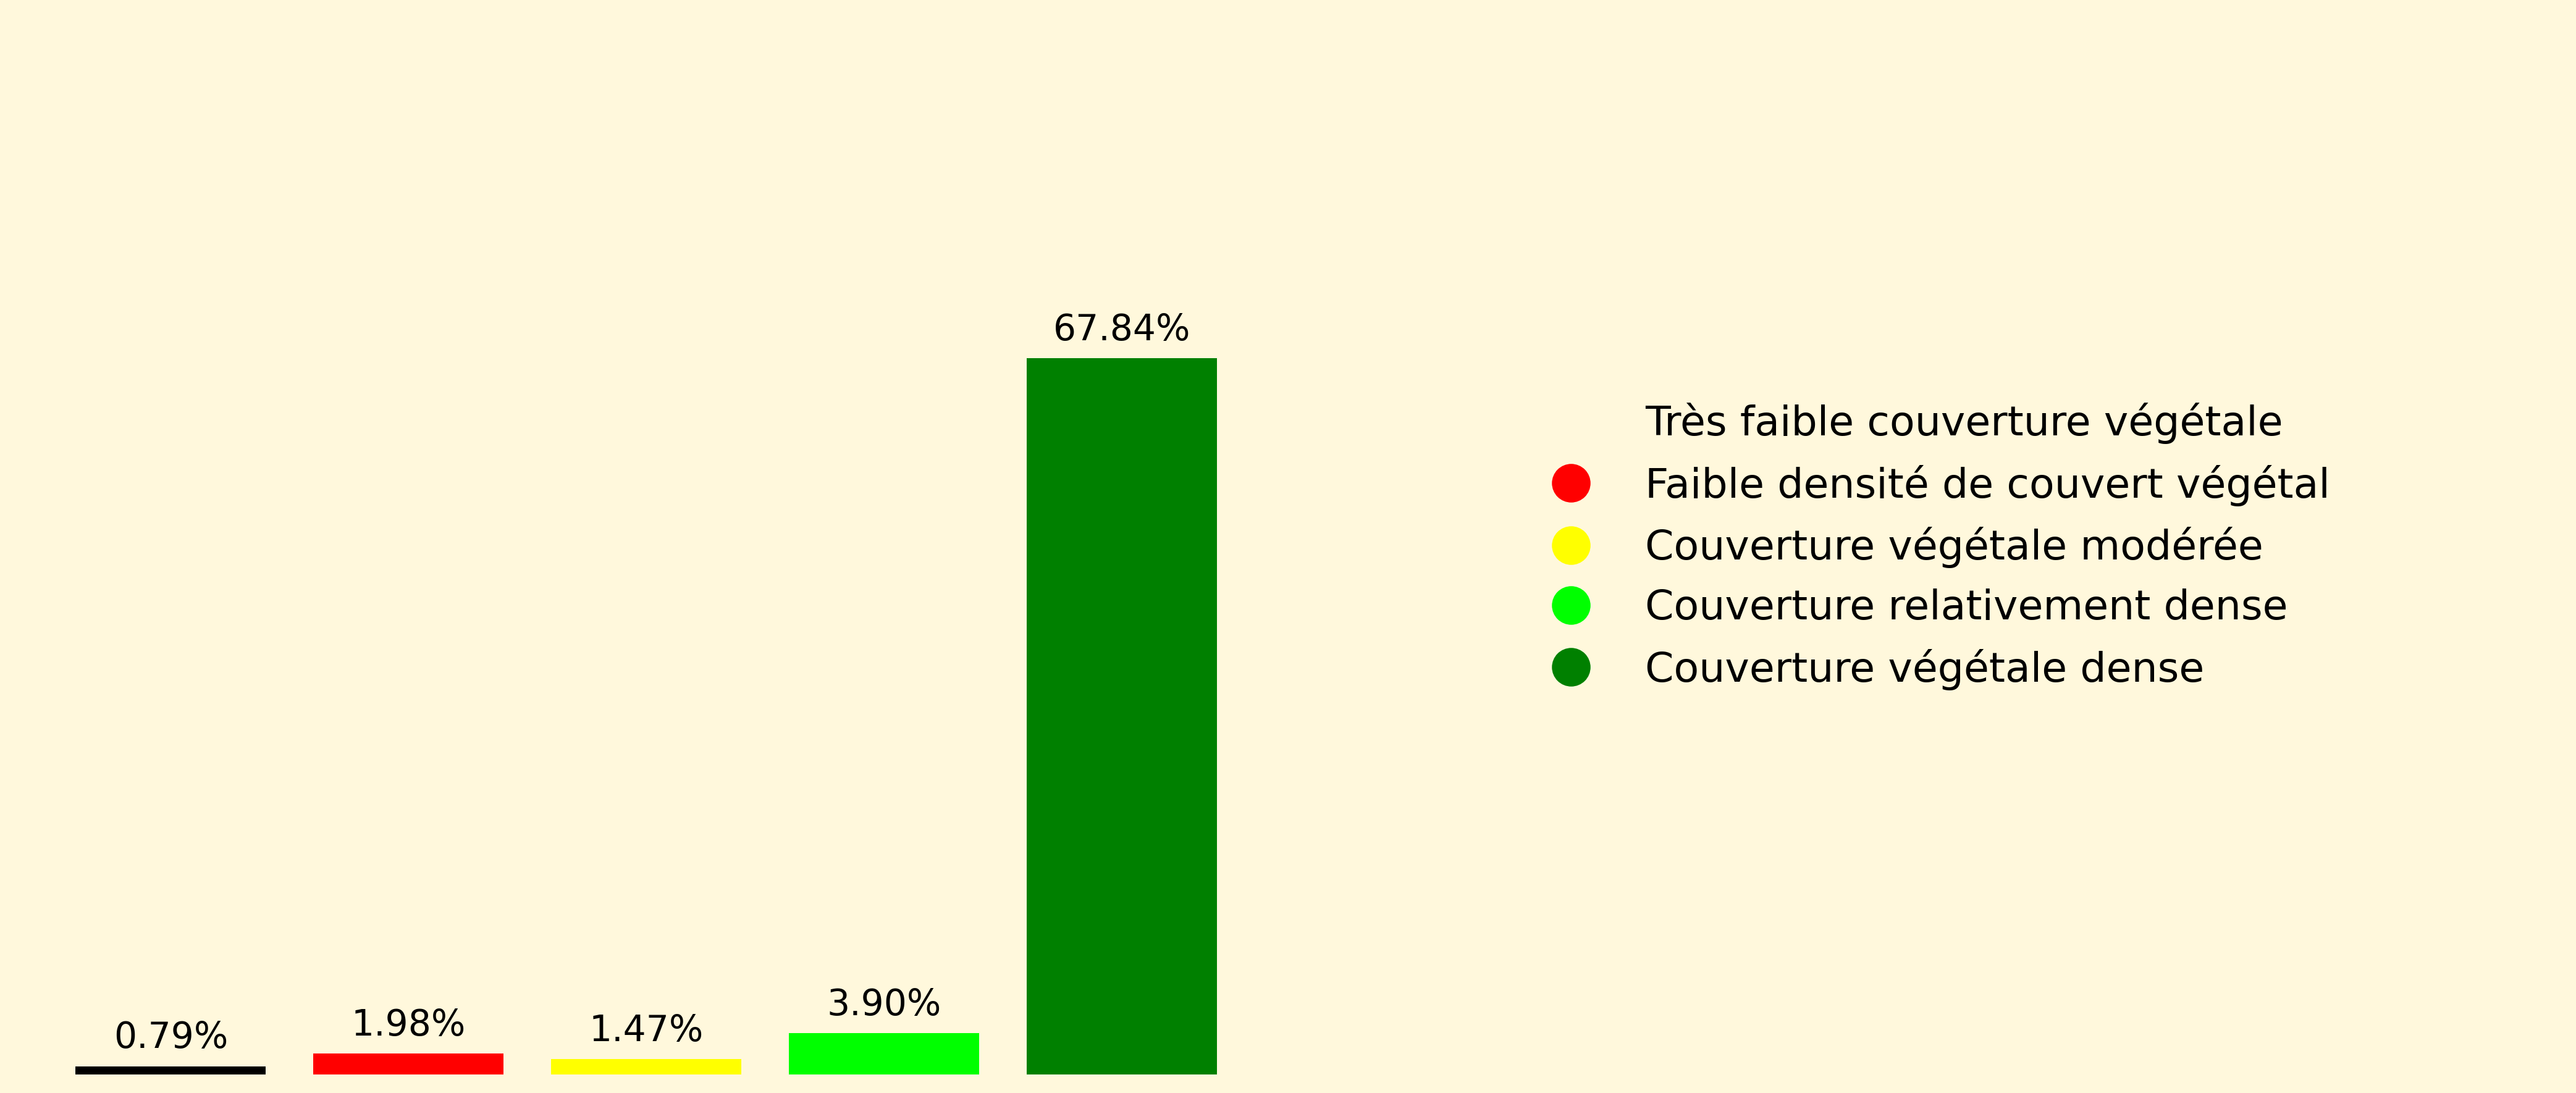 67.84%
3.90%
1.98%
1.47%
0.79%
Très faible couverture végétale
Faible densité de couvert végétal
Couverture végétale modérée
Couverture relativement dense
Couverture végétale dense